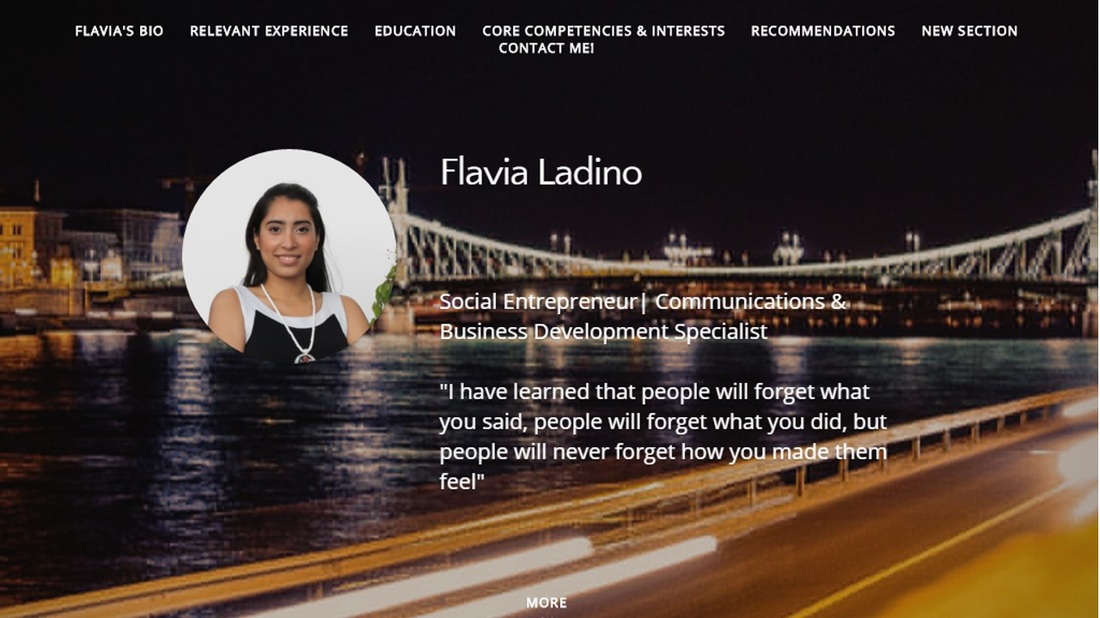 FLAVIA'S BIO RELEVANT EXPERIENCE EDUCATION CORE COMPETENCIES & INTERESTS RECOMMENDATIONS NEW SECTION
CONTACT ME!
Flavia Ladino
Social Entrepreneur| Communications &
Business Development Specialist
"I have learned that people will forget what
you said, people will forget what you did, but
people will never forget how you made them
feel"
MORE